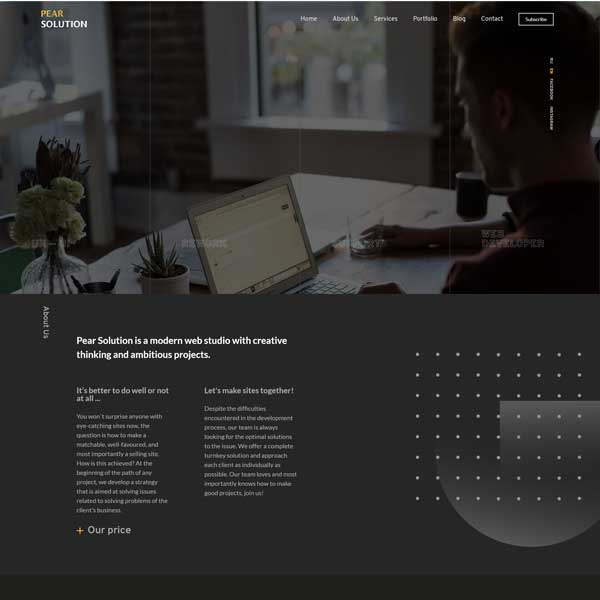 PEAR
SOLUTION
Home About Us Services Portfolio Blog Contact Subscribe
RU EN FACEBOOK INSTAGRAM
REWORK
WEB
DEVELOPER
About Us
Pear Solution is a modern web studio with creative
thinking and ambitious projects.
It's better to do well or not
at all ...
You won`t surprise anyone with
eye-catching sites now, the
question is how to make a
matchable, well-favoured, and
most importantly a selling site.
How is this achieved? At the
beginning of the path of any
project, we develop a strategy
that is aimed at solving issues
related to solving problems of the
client's business.
Let's make sites together!
Despite the difficulties
encountered in the development
process, our team is always
looking for the optimal solutions
to the issue. We offer a complete
turnkey solution and approach
each client as individually as
possible. Our team loves and most
importantly knows how to make
good projects, join us!
+ Our price